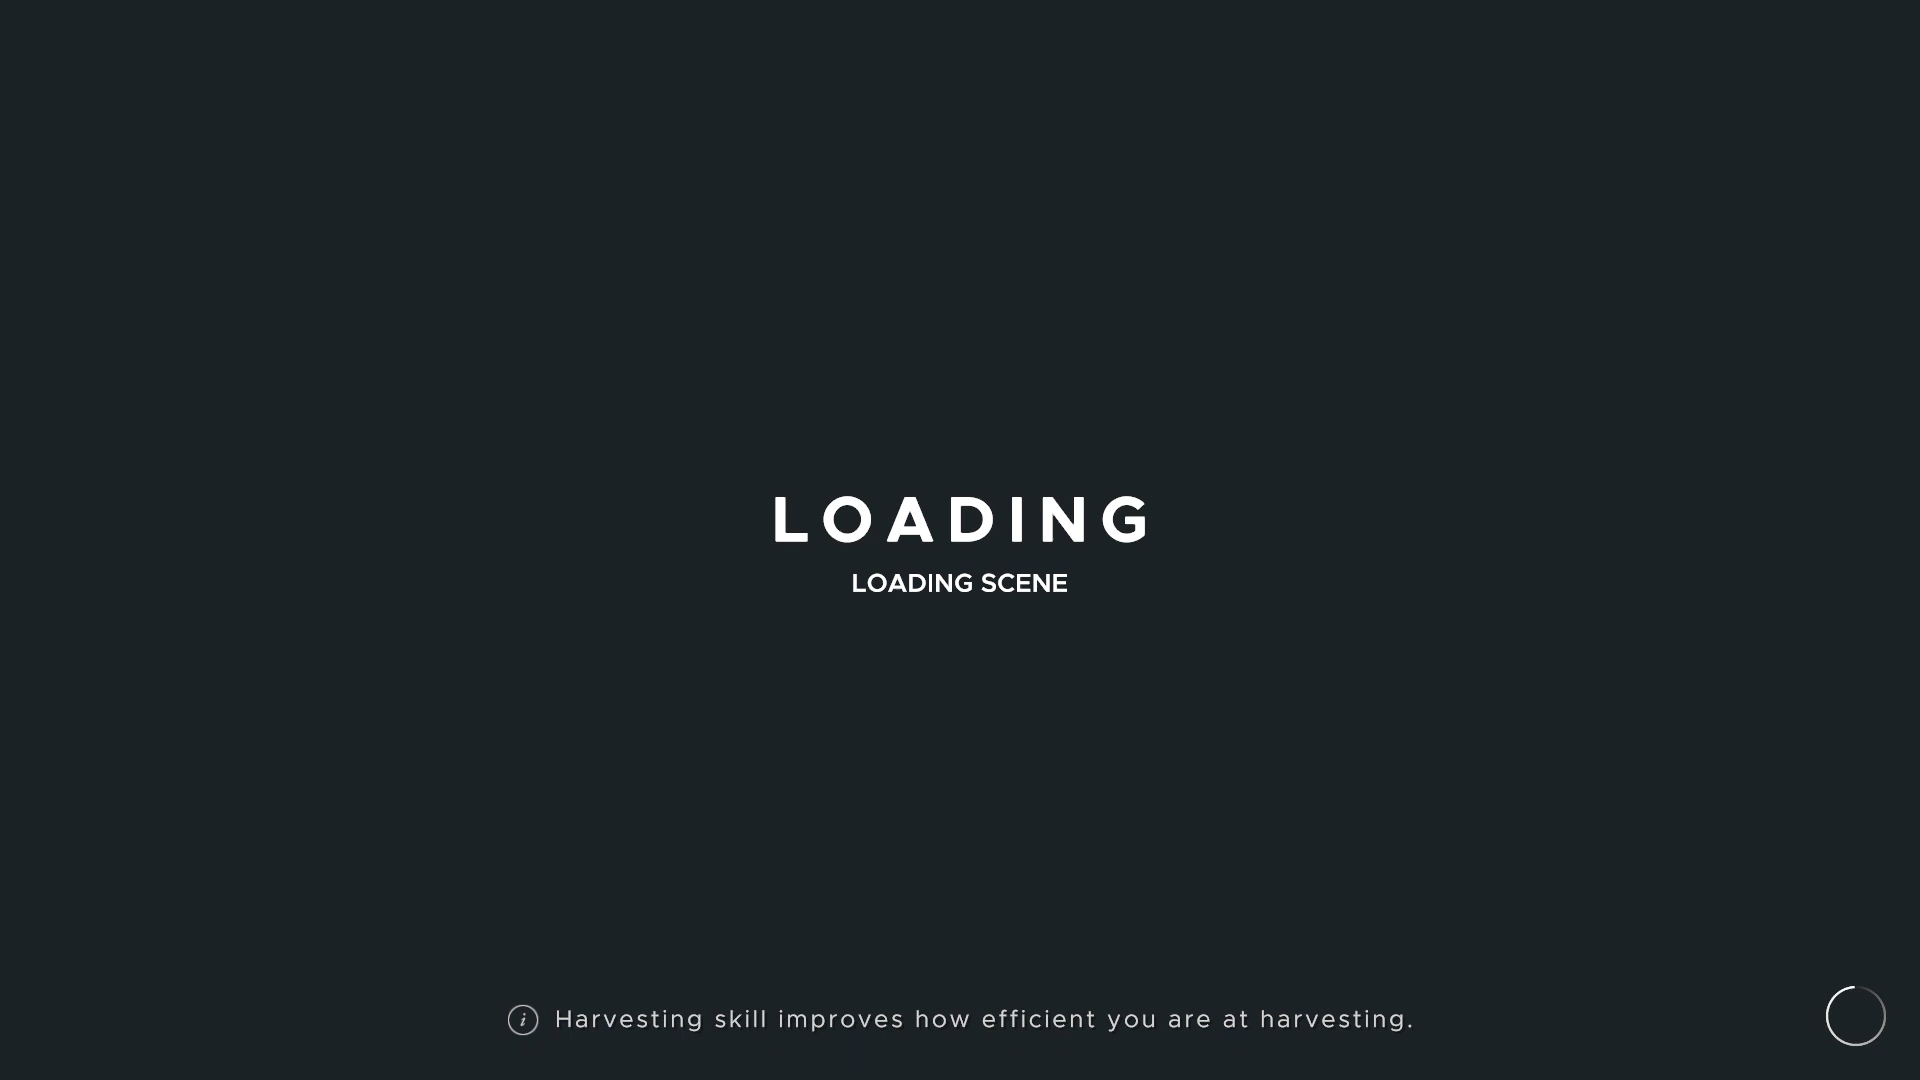 LOADING
LOADING SCENE
Harvesting skill improves how efficient you are at harvesting.